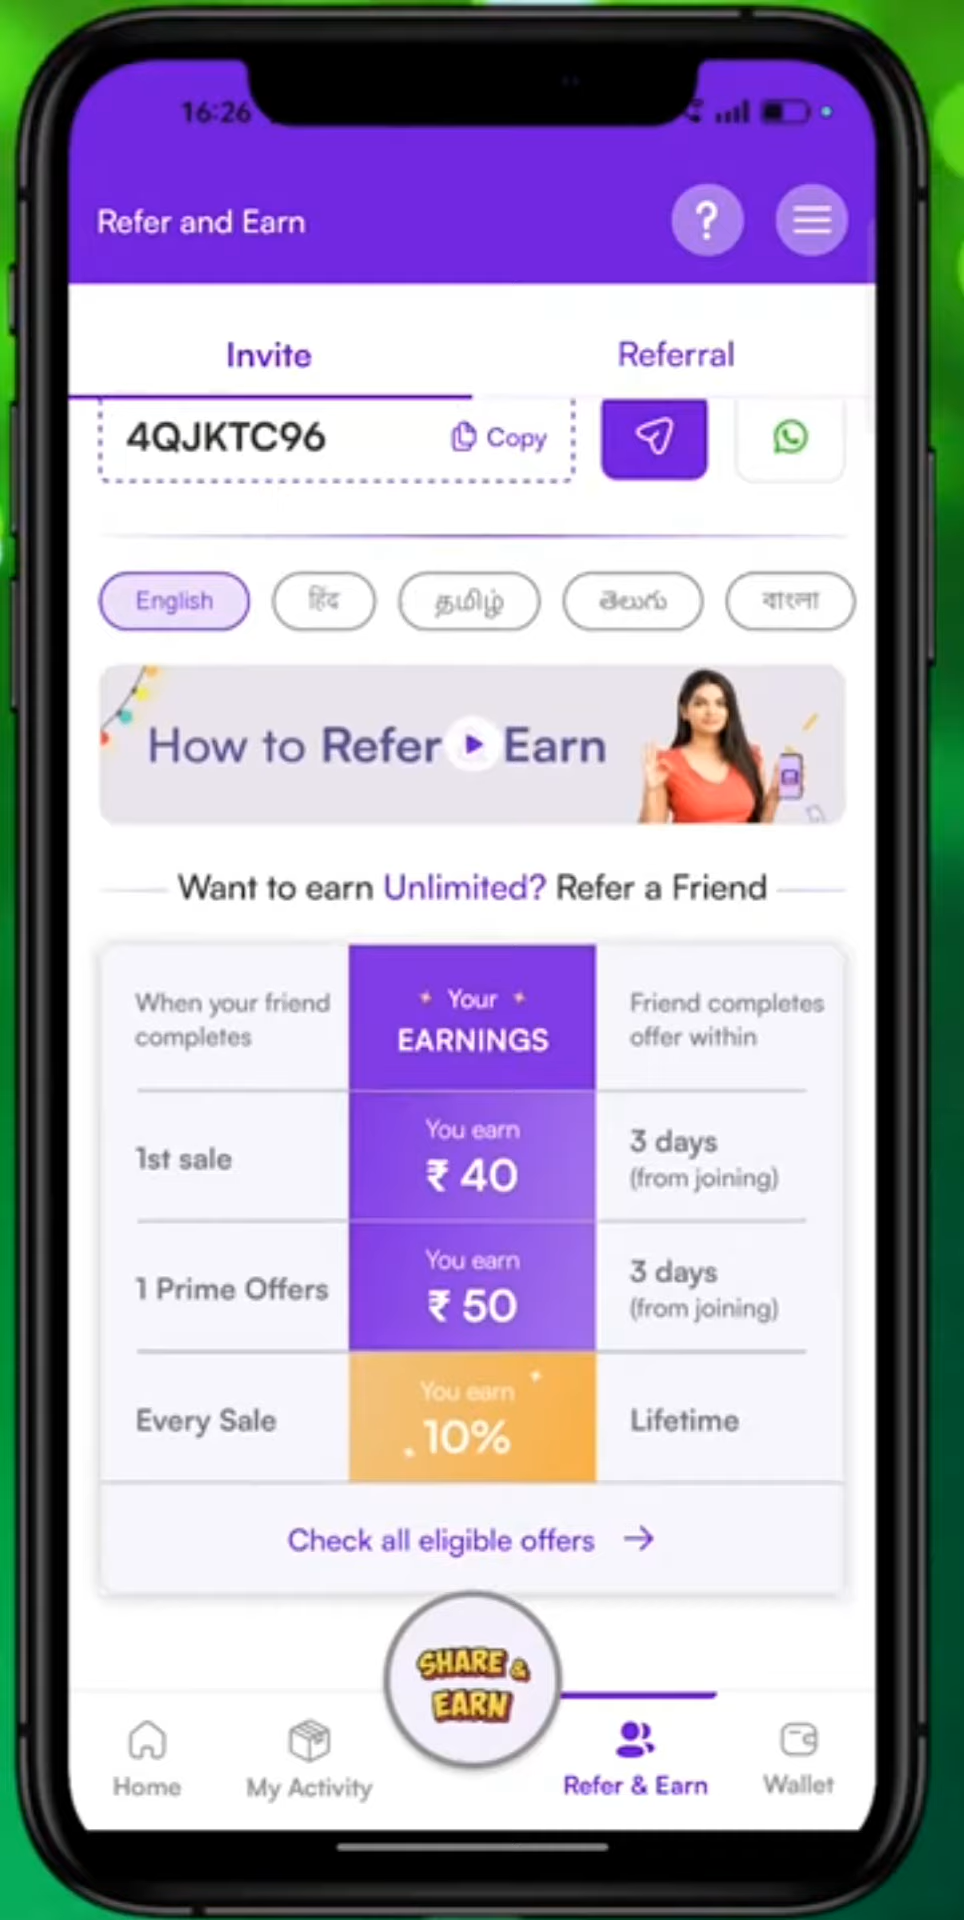 16:26
Refer and Earn
?
Invite
Referral
4QJKTC96
Copy
English
हिंद
தமிழ்
తెలుగు
বাংলা
How to Refer Earn
Want to earn Unlimited? Refer a Friend
When your friend
completes
Your
EARNINGS
Friend completes
offer within
1st sale
You earn
₹ 40
3 days
(from joining)
1 Prime Offers
You earn
₹ 50
3 days
(from joining)
Every Sale
You earn
10%
Lifetime
Check all eligible offers
SHARE &
EARN
Home
My Activity
Refer & Earn
Wallet